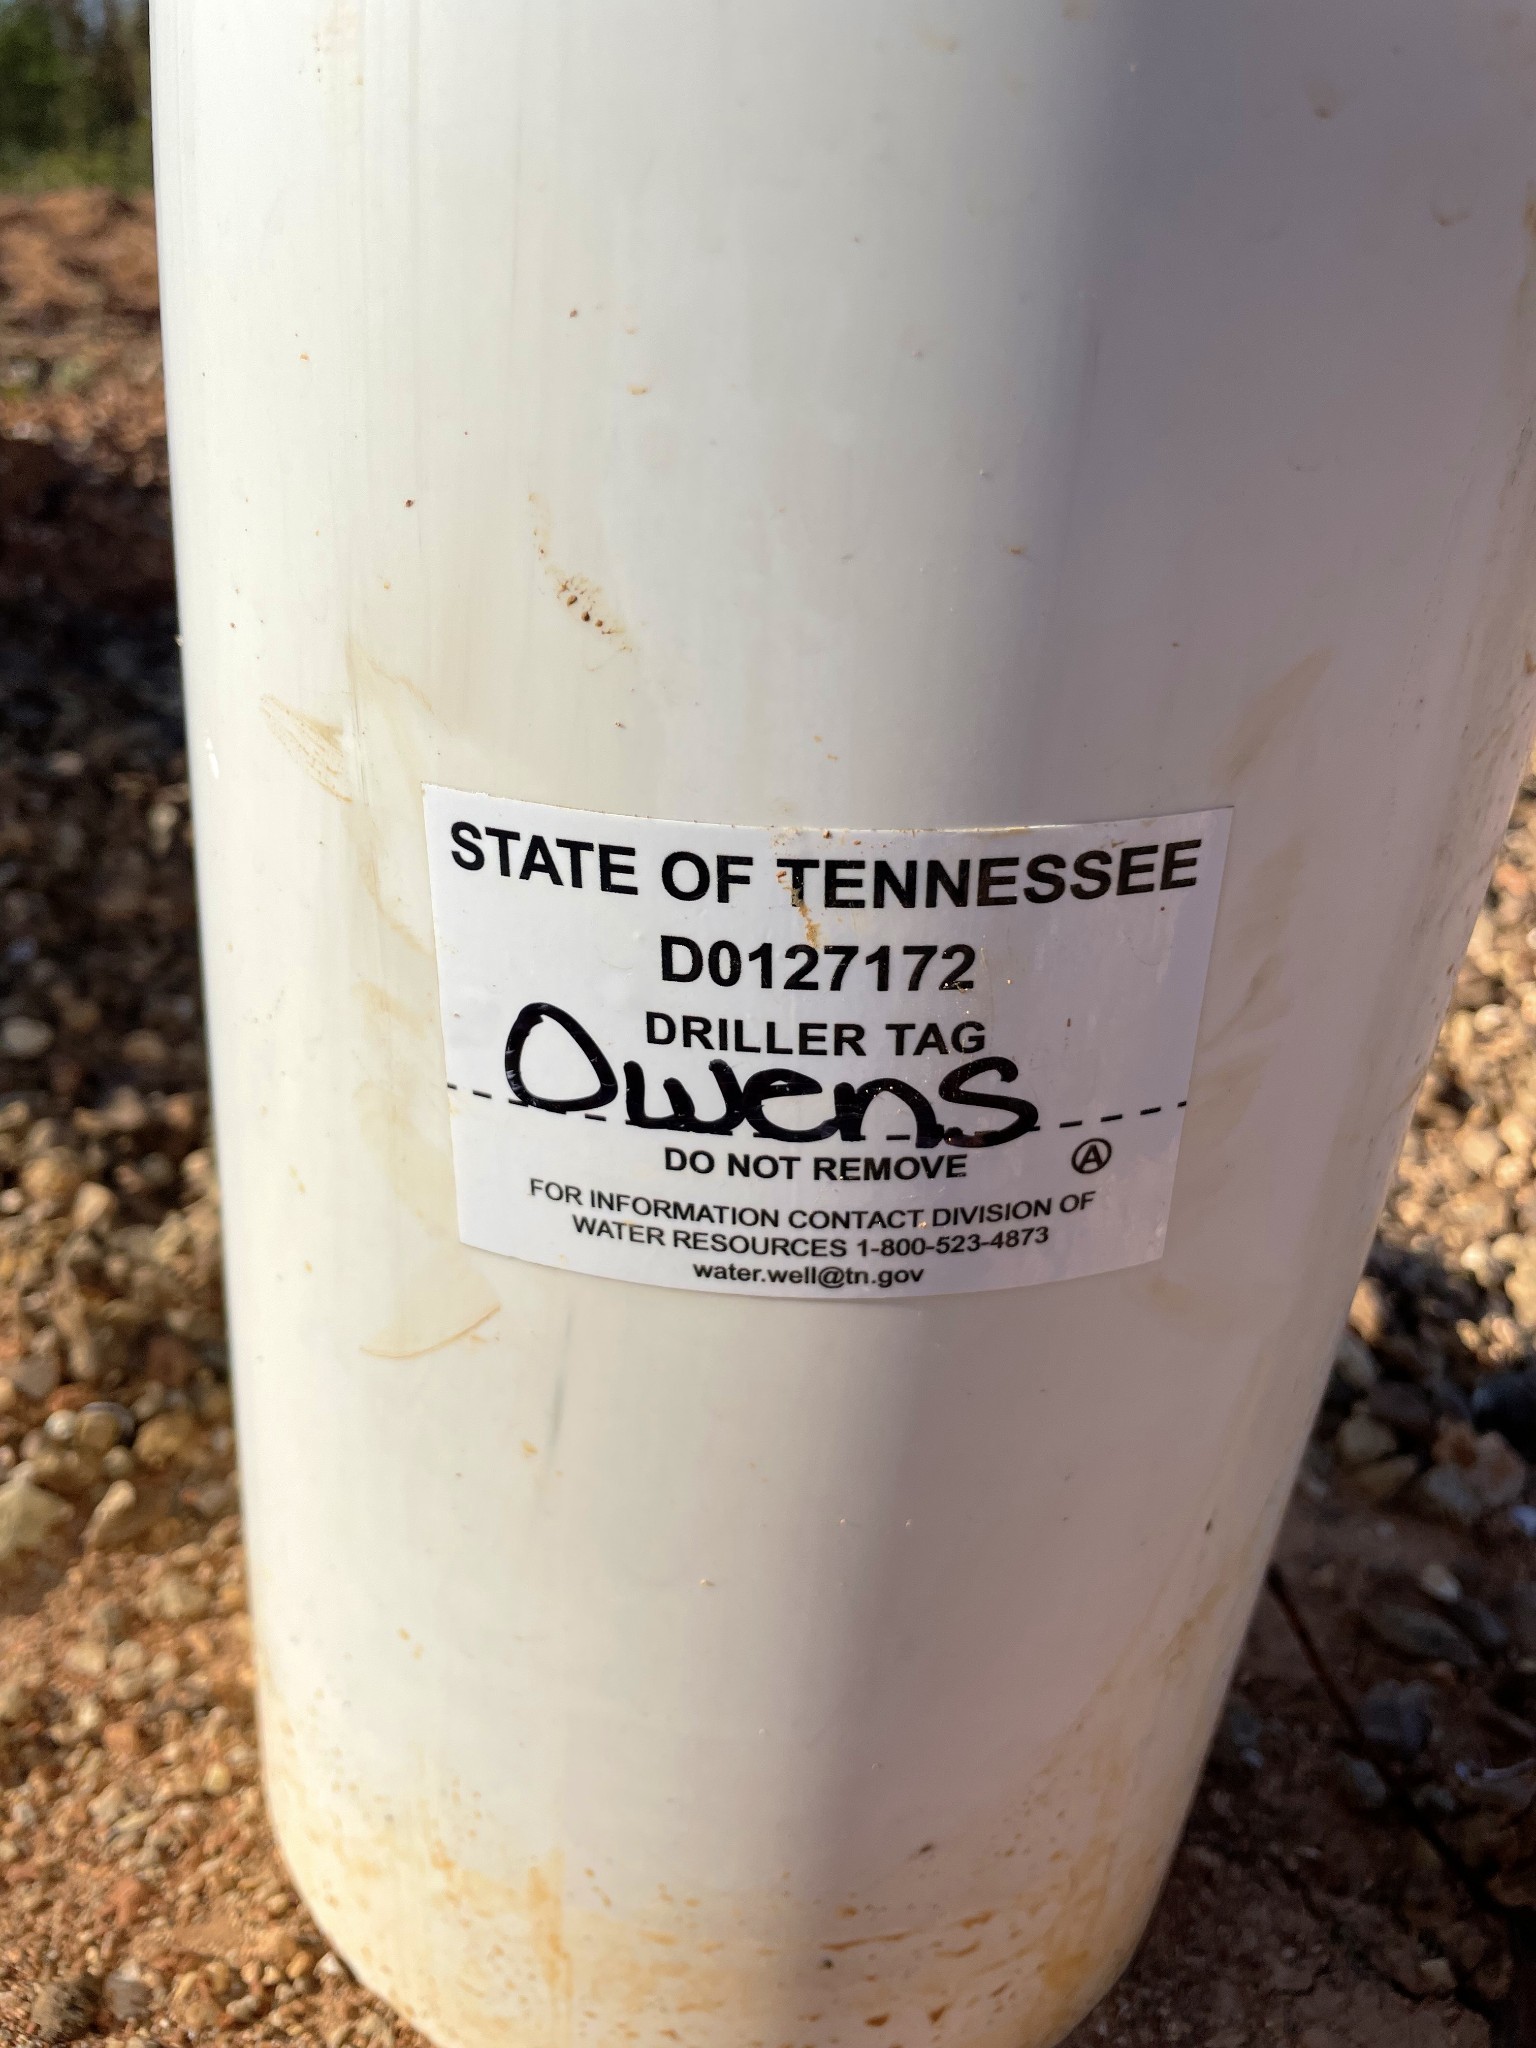 STATE OF TENNESSEE
D0127172
DRILLER TAG
Owens
DO NOT REMOVE Ⓐ
FOR INFORMATION CONTACT DIVISION OF
WATER RESOURCES 1-800-523-4873
water.well@tn.gov